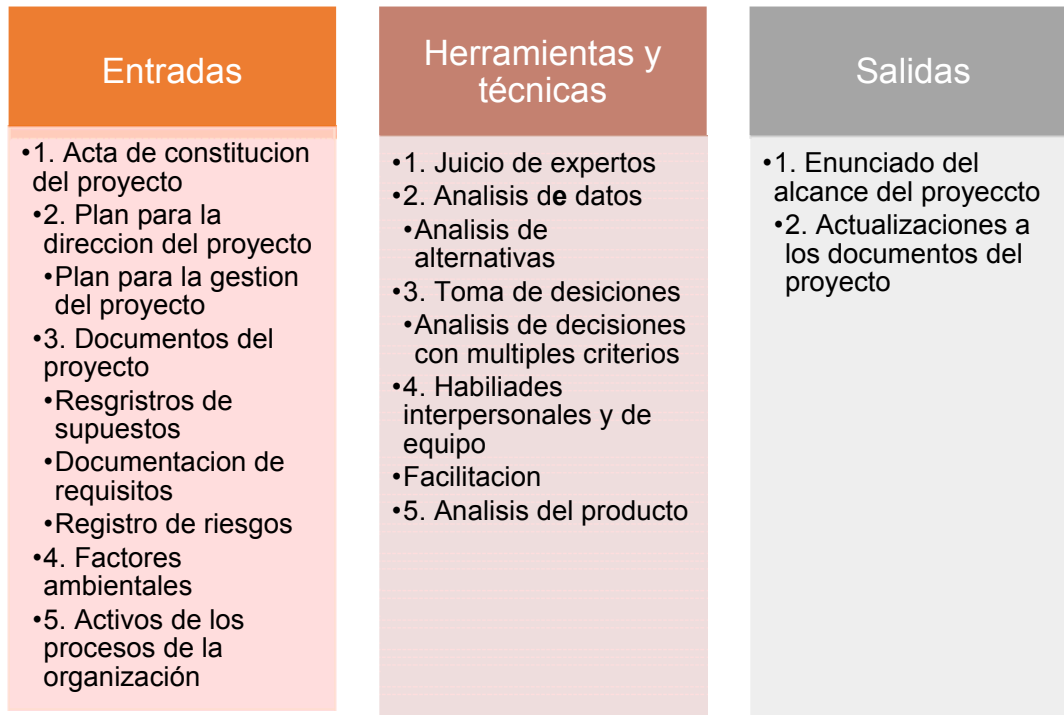 Entradas
•1. Acta de constitucion
del proyecto
•2. Plan para la
direccion del proyecto
•Plan para la gestion
del proyecto
•3. Documentos del
proyecto
•Resgristros de
supuestos
•Documentacion de
requisitos
•Registro de riesgos
•4. Factores
ambientales
•5. Activos de los
procesos de la
organización
Herramientas y
técnicas
•1. Juicio de expertos
•2. Analisis de datos
•Analisis de
alternativas
•3. Toma de desiciones
•Analisis de decisiones
con multiples criterios
•4. Habiliades
interpersonales y de
equipo
•Facilitacion
•5. Analisis del producto
Salidas
•1. Enunciado del
alcance del proyeccto
•2. Actualizaciones a
los documentos del
proyecto